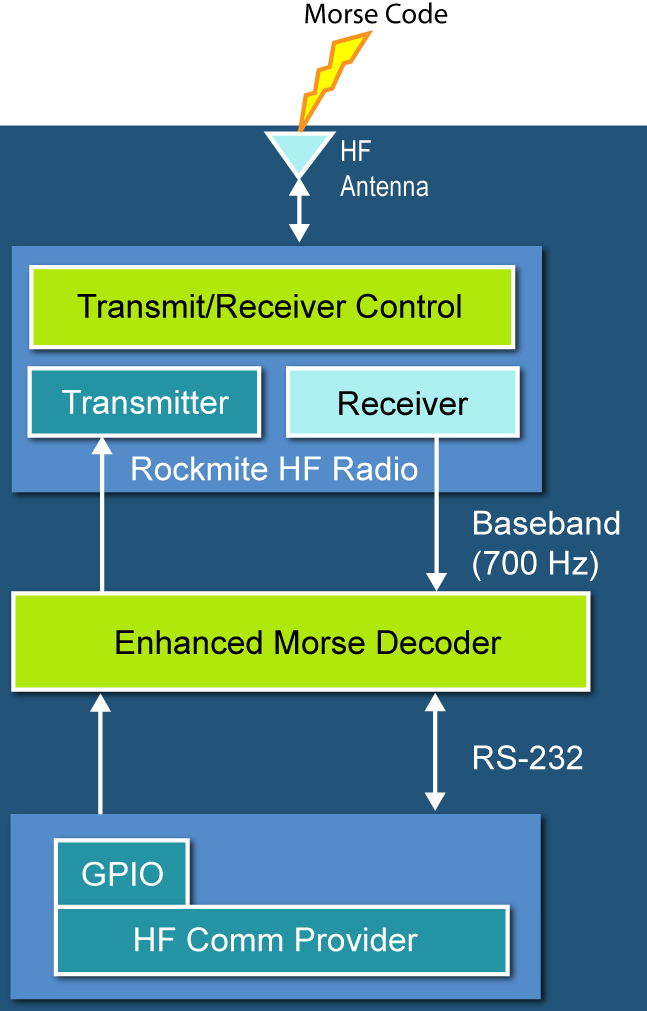 Morse Code
HF
Antenna
Transmit/Receiver Control
Transmitter
Receiver
Rockmite HF Radio
Baseband
(700 Hz)
Enhanced Morse Decoder
RS-232
GPIO
HF Comm Provider